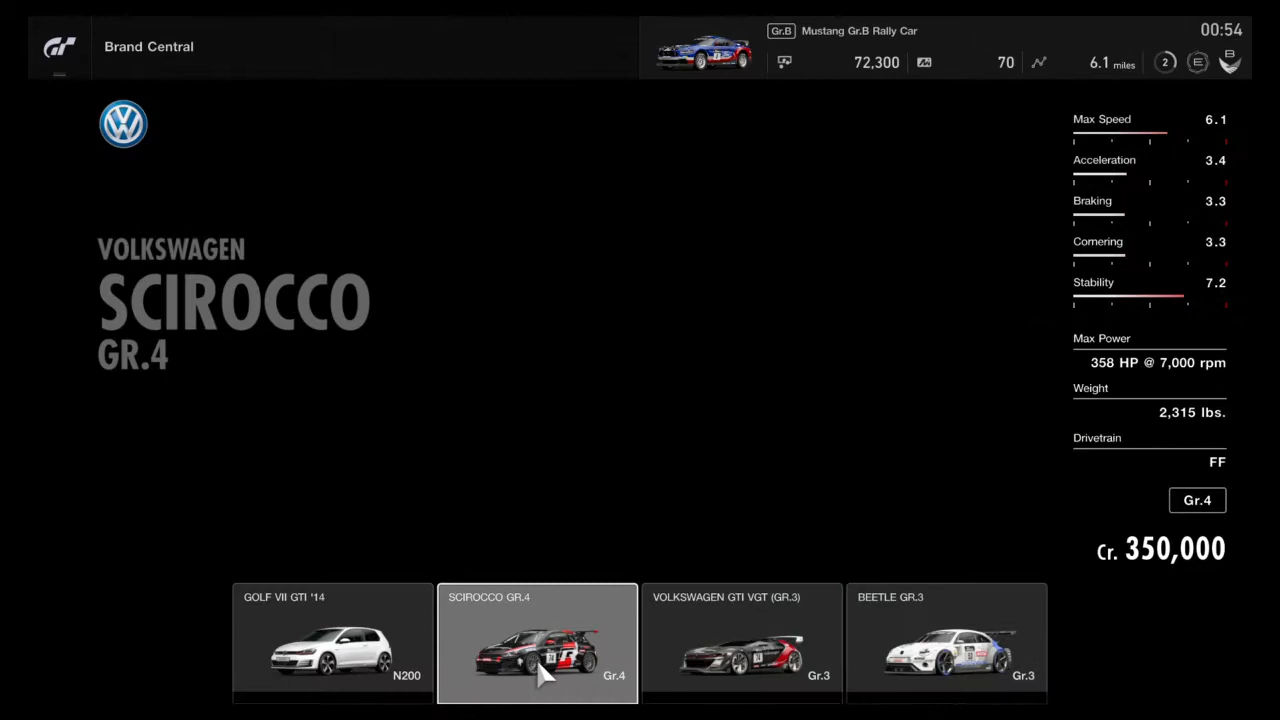 Brand Central
Gr.B Mustang Gr.B Rally Car
00:54
72,300
70
6.1 miles
2
E
B
VOLKSWAGEN
SCIROCCO
GR.4
Max Speed 6.1
Acceleration 3.4
Braking 3.3
Cornering 3.3
Stability 7.2
Max Power
358 HP @ 7,000 rpm
Weight
2,315 lbs.
Drivetrain
FF
Gr.4
Cr. 350,000
GOLF VII GTI '14
N200
SCIROCCO GR.4
Gr.4
VOLKSWAGEN GTI VGT (GR.3)
Gr.3
BEETLE GR.3
Gr.3